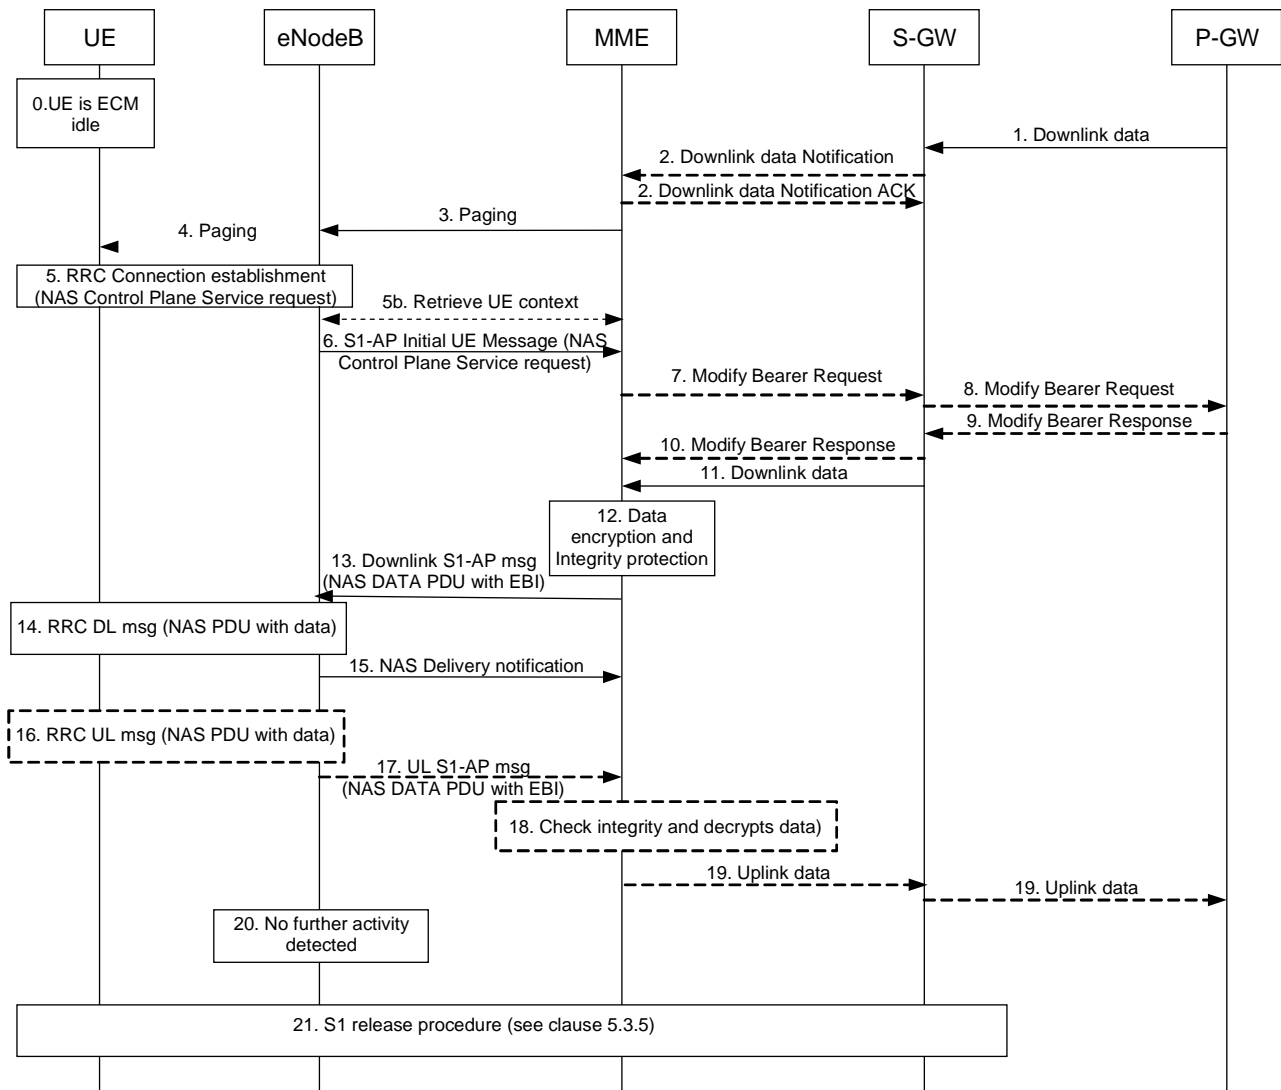 UE
eNodeB
MME
S-GW
P-GW
0.UE is ECM
idle
1. Downlink data
2. Downlink data Notification
2. Downlink data Notification ACK
3. Paging
4. Paging
5. RRC Connection establishment
(NAS Control Plane Service request)
5b. Retrieve UE context
6. S1-AP Initial UE Message (NAS
Control Plane Service request)
7. Modify Bearer Request
8. Modify Bearer Request
9. Modify Bearer Response
10. Modify Bearer Response
11. Downlink data
12. Data
encryption and
Integrity protection
13. Downlink S1-AP msg
(NAS DATA PDU with EBI)
14. RRC DL msg (NAS PDU with data)
15. NAS Delivery notification
16. RRC UL msg (NAS PDU with data)
17. UL S1-AP msg
(NAS DATA PDU with EBI)
18. Check integrity and decrypts data)
19. Uplink data
19. Uplink data
20. No further activity
detected
21. S1 release procedure (see clause 5.3.5)